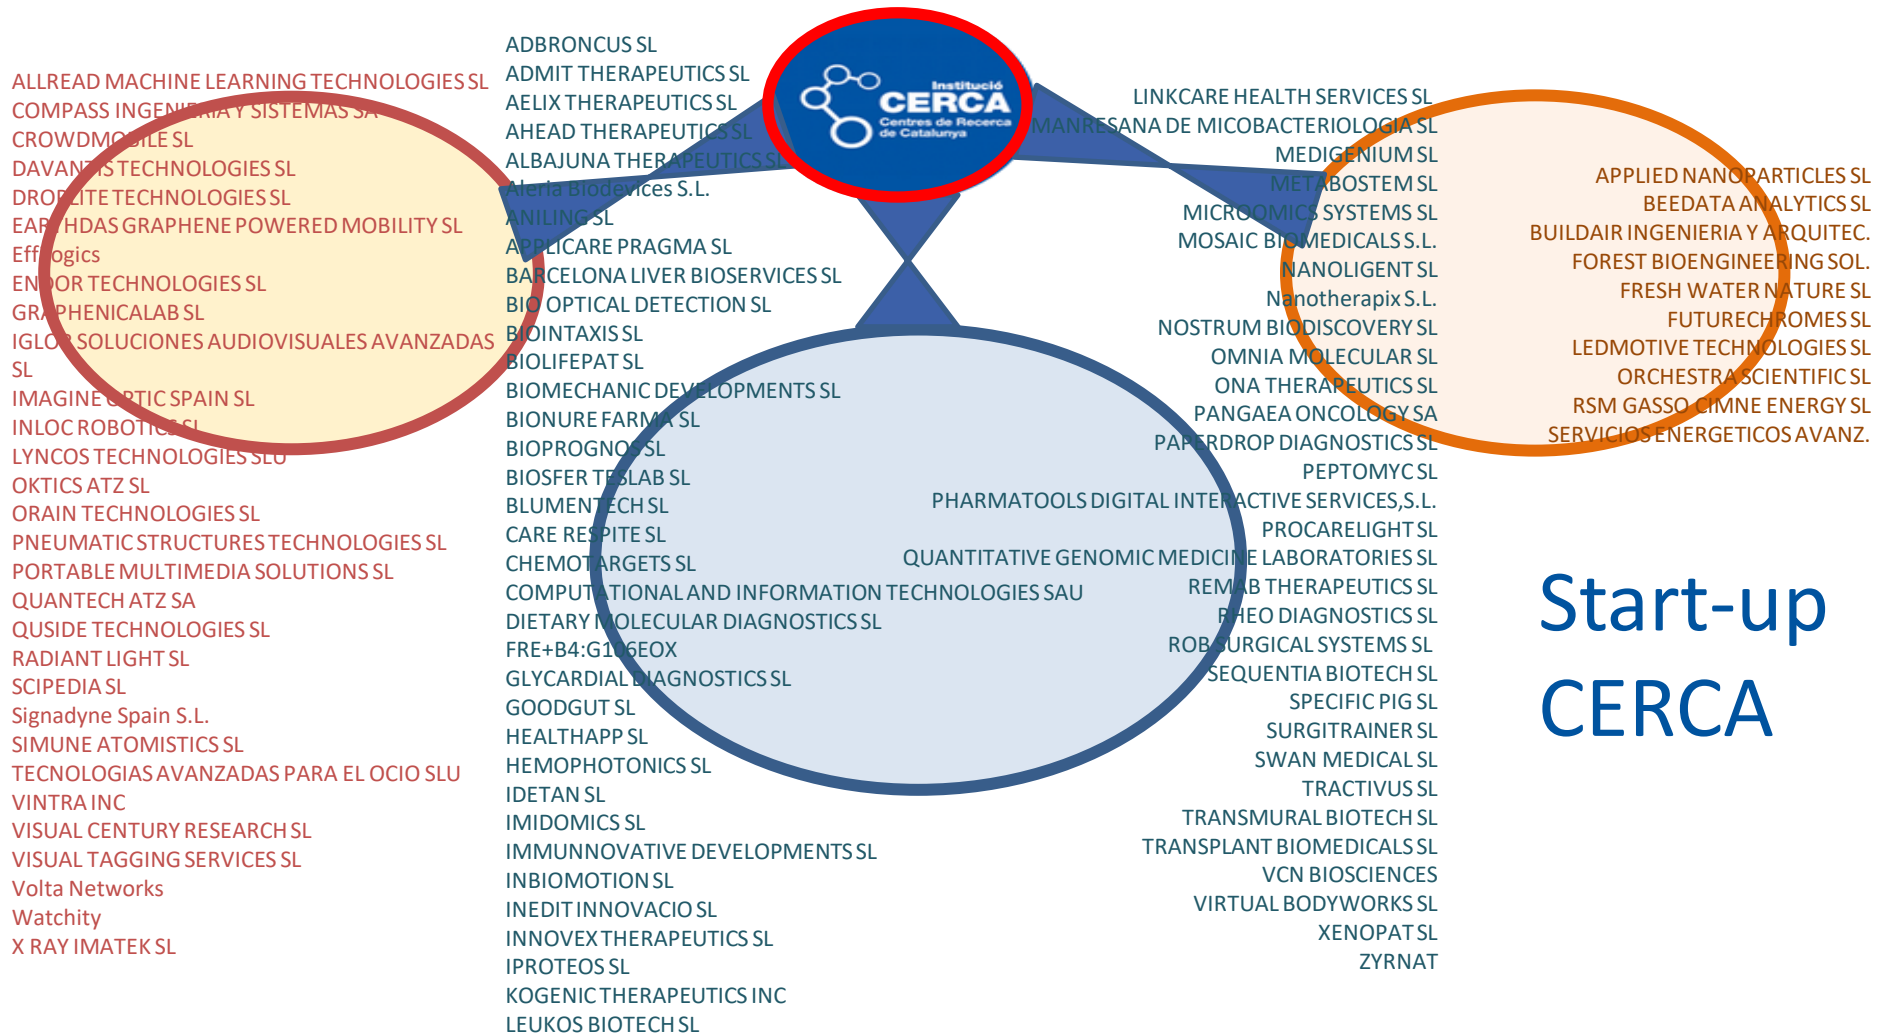 ALLREAD MACHINE LEARNING TECHNOLOGIES SL
COMPASS INGENIERIA Y SISTEMAS SA
CROWDMOBILE SL
DAVANTIS TECHNOLOGIES SL
DROPLITE TECHNOLOGIES SL
EARTHDAS GRAPHENE POWERED MOBILITY SL
Effilogics
ENDOR TECHNOLOGIES SL
GRAPHENICALAB SL
IGLOR SOLUCIONES AUDIOVISUALES AVANZADAS
SL
IMAGINE OPTIC SPAIN SL
INLOC ROBOTICS SL
LYNCOS TECHNOLOGIES SLU
OKTICS ATZ SL
ORAIN TECHNOLOGIES SL
PNEUMATIC STRUCTURES TECHNOLOGIES SL
PORTABLE MULTIMEDIA SOLUTIONS SL
QUANTECH ATZ SA
QUSIDE TECHNOLOGIES SL
RADIANT LIGHT SL
SCIPEDIA SL
Signadyne Spain S.L.
SIMUNE ATOMISTICS SL
TECNOLOGIAS AVANZADAS PARA EL OCIO SLU
VINTRA INC
VISUAL CENTURY RESEARCH SL
VISUAL TAGGING SERVICES SL
Volta Networks
Watchity
X RAY IMATEK SL
ADBRONCUS SL
ADMIT THERAPEUTICS SL
AELIX THERAPEUTICS SL
AHEAD THERAPEUTICS SL
ALBAJUNA THERAPEUTICS SL
Aleria Biodevices S.L.
ANILING SL
APPLICARE PRAGMA SL
BARCELONA LIVER BIOSERVICES SL
BIO OPTICAL DETECTION SL
BIOINTAXIS SL
BIOLIFEPAT SL
BIOMECHANIC DEVELOPMENTS SL
BIONURE FARMA SL
BIOPROGNOS SL
BIOSFER TESLAB SL
BLUMENTECH SL
CARE RESPITE SL
CHEMOTARGETS SL
COMPUTATIONAL AND INFORMATION TECHNOLOGIES SAU
DIETARY MOLECULAR DIAGNOSTICS SL
FRE+B4:G106EOX
GLYCARDIAL DIAGNOSTICS SL
GOODGUT SL
HEALTHAPP SL
HEMOPHOTONICS SL
IDETAN SL
IMIDOMICS SL
IMMUNNOVATIVE DEVELOPMENTS SL
INBIOMOTION SL
INEDIT INNOVACIO SL
INNOVEX THERAPEUTICS SL
IPROTEOS SL
KOGENIC THERAPEUTICS INC
LEUKOS BIOTECH SL
Institució
CERCA
Centres de Recerca
de Catalunya
LINKCARE HEALTH SERVICES SL
MANRESANA DE MICOBACTERIOLOGIA SL
MEDIGENIUM SL
METABOSTEM SL
MICROOMICS SYSTEMS SL
MOSAIC BIOMEDICALS S.L.
NANOLIGENT SL
Nanotherapix S.L.
NOSTRUM BIODISCOVERY SL
OMNIA MOLECULAR SL
ONA THERAPEUTICS SL
PANGAEA ONCOLOGY SA
PAPERDROP DIAGNOSTICS SL
PEPTOMYC SL
PHARMATOOLS DIGITAL INTERACTIVE SERVICES,S.L.
PROCARELIGHT SL
QUANTITATIVE GENOMIC MEDICINE LABORATORIES SL
REMAB THERAPEUTICS SL
RHEO DIAGNOSTICS SL
ROB SURGICAL SYSTEMS SL
SEQUENTIA BIOTECH SL
SPECIFIC PIG SL
SURGITRAINER SL
SWAN MEDICAL SL
TRACTIVUS SL
TRANSMURAL BIOTECH SL
TRANSPLANT BIOMEDICALS SL
VCN BIOSCIENCES
VIRTUAL BODYWORKS SL
XENOPAT SL
ZYRNAT
APPLIED NANOPARTICLES SL
BEEDATA ANALYTICS SL
BUILDAIR INGENIERIA Y ARQUITEC.
FOREST BIOENGINEERING SOL.
FRESH WATER NATURE SL
FUTURECHROMES SL
LEDMOTIVE TECHNOLOGIES SL
ORCHESTRA SCIENTIFIC SL
RSM GASSO CIMNE ENERGY SL
SERVICIOS ENERGETICOS AVANZ.
Start-up
CERCA